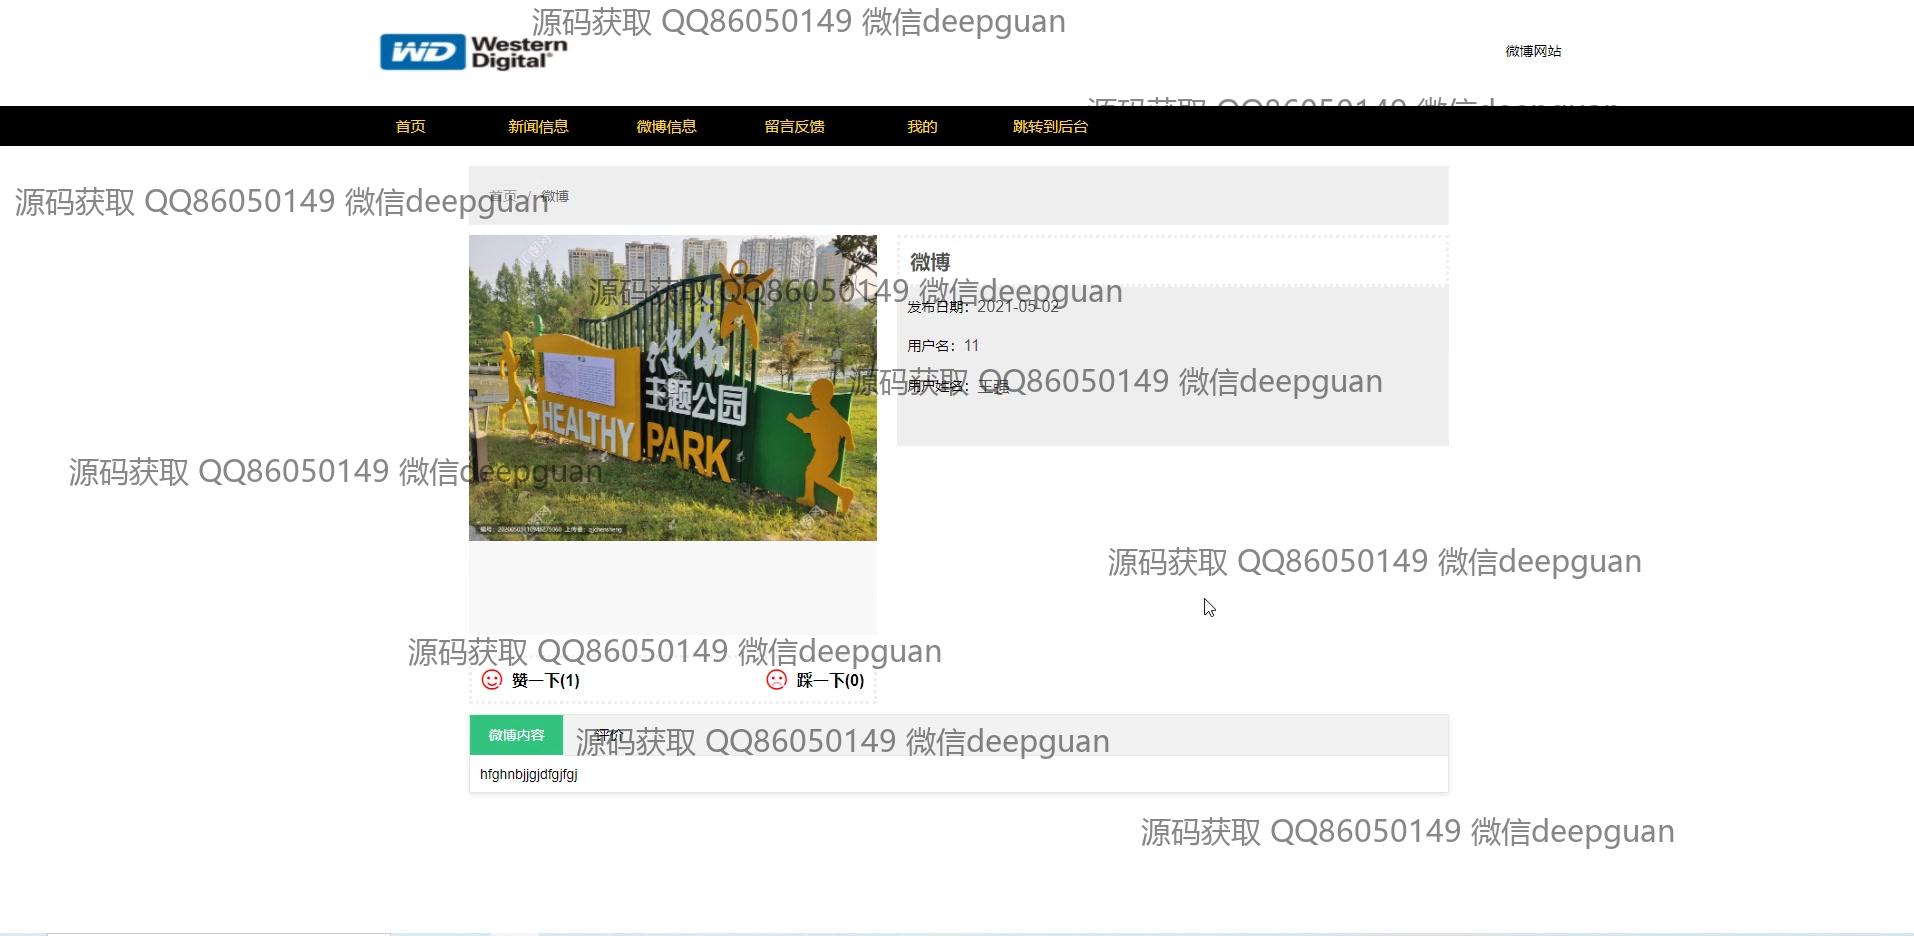 源码获取 QQ86050149 微信deepguan
WD Western Digital
微博网站
源码获取 QQ86050149 微信deepguan
首页 新闻信息 微博信息 留言反馈 我的 跳转到后台
首页 / 微博
源码获取 QQ86050149 微信deepguan
微博
源码获取 QQ86050149 微信deepguan
发布日期：2021-05-02
用户名：11
用户姓名：王强
源码获取 QQ86050149 微信deepguan
健康
主题公园
HEALTHY PARK
源码获取 QQ86050149 微信deepguan
源码获取 QQ86050149 微信deepguan
源码获取 QQ86050149 微信deepguan
赞一下(1) 踩一下(0)
微博内容 评价
源码获取 QQ86050149 微信deepguan
hfghnbjjgjdfgjfgj
源码获取 QQ86050149 微信deepguan